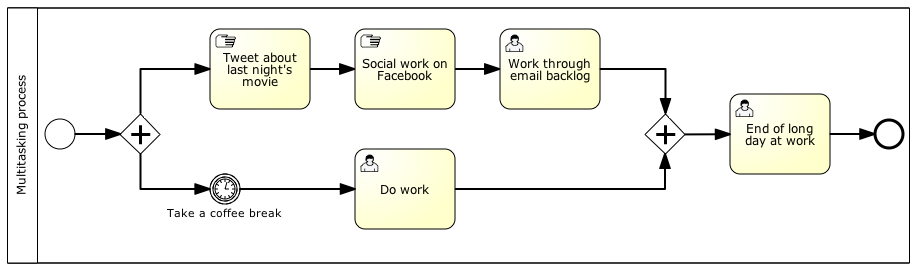 Multitasking process
Tweet about
last night's
movie
Social work on
Facebook
Work through
email backlog
Take a coffee break
Do work
End of long
day at work